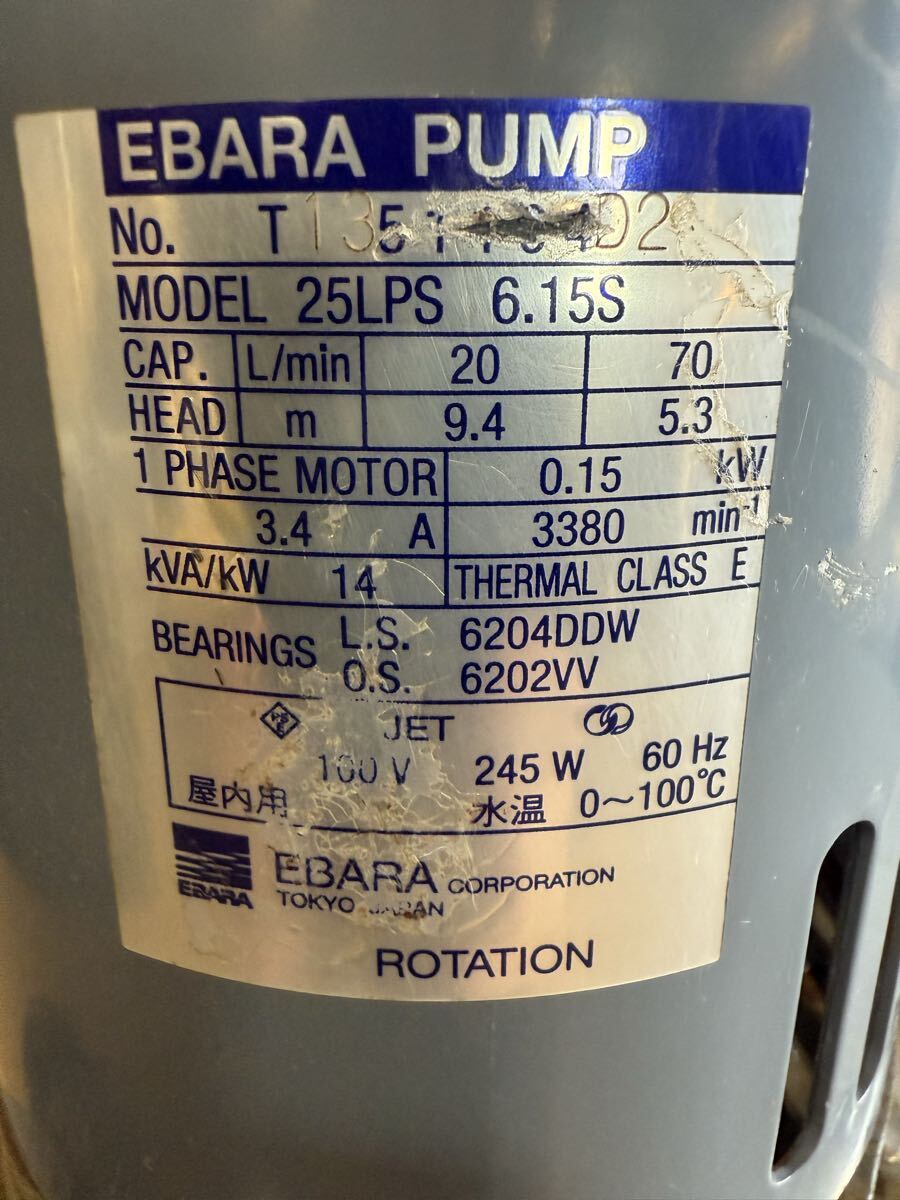 EBARA PUMP
No. T
MODEL 25LPS 6.15S
CAP. L/min 20 70
HEAD m 9.4 5.3
1 PHASE MOTOR 0.15 kW
3.4 A 3380 min-1
kVA/kW 14 THERMAL CLASS E
BEARINGS L.S. 6204DDW
O.S. 6202VV
JET
100 V 245 W 60 Hz
屋内用 水温 0～100℃
EBARA EBARA CORPORATION
TOKYO JAPAN
ROTATION